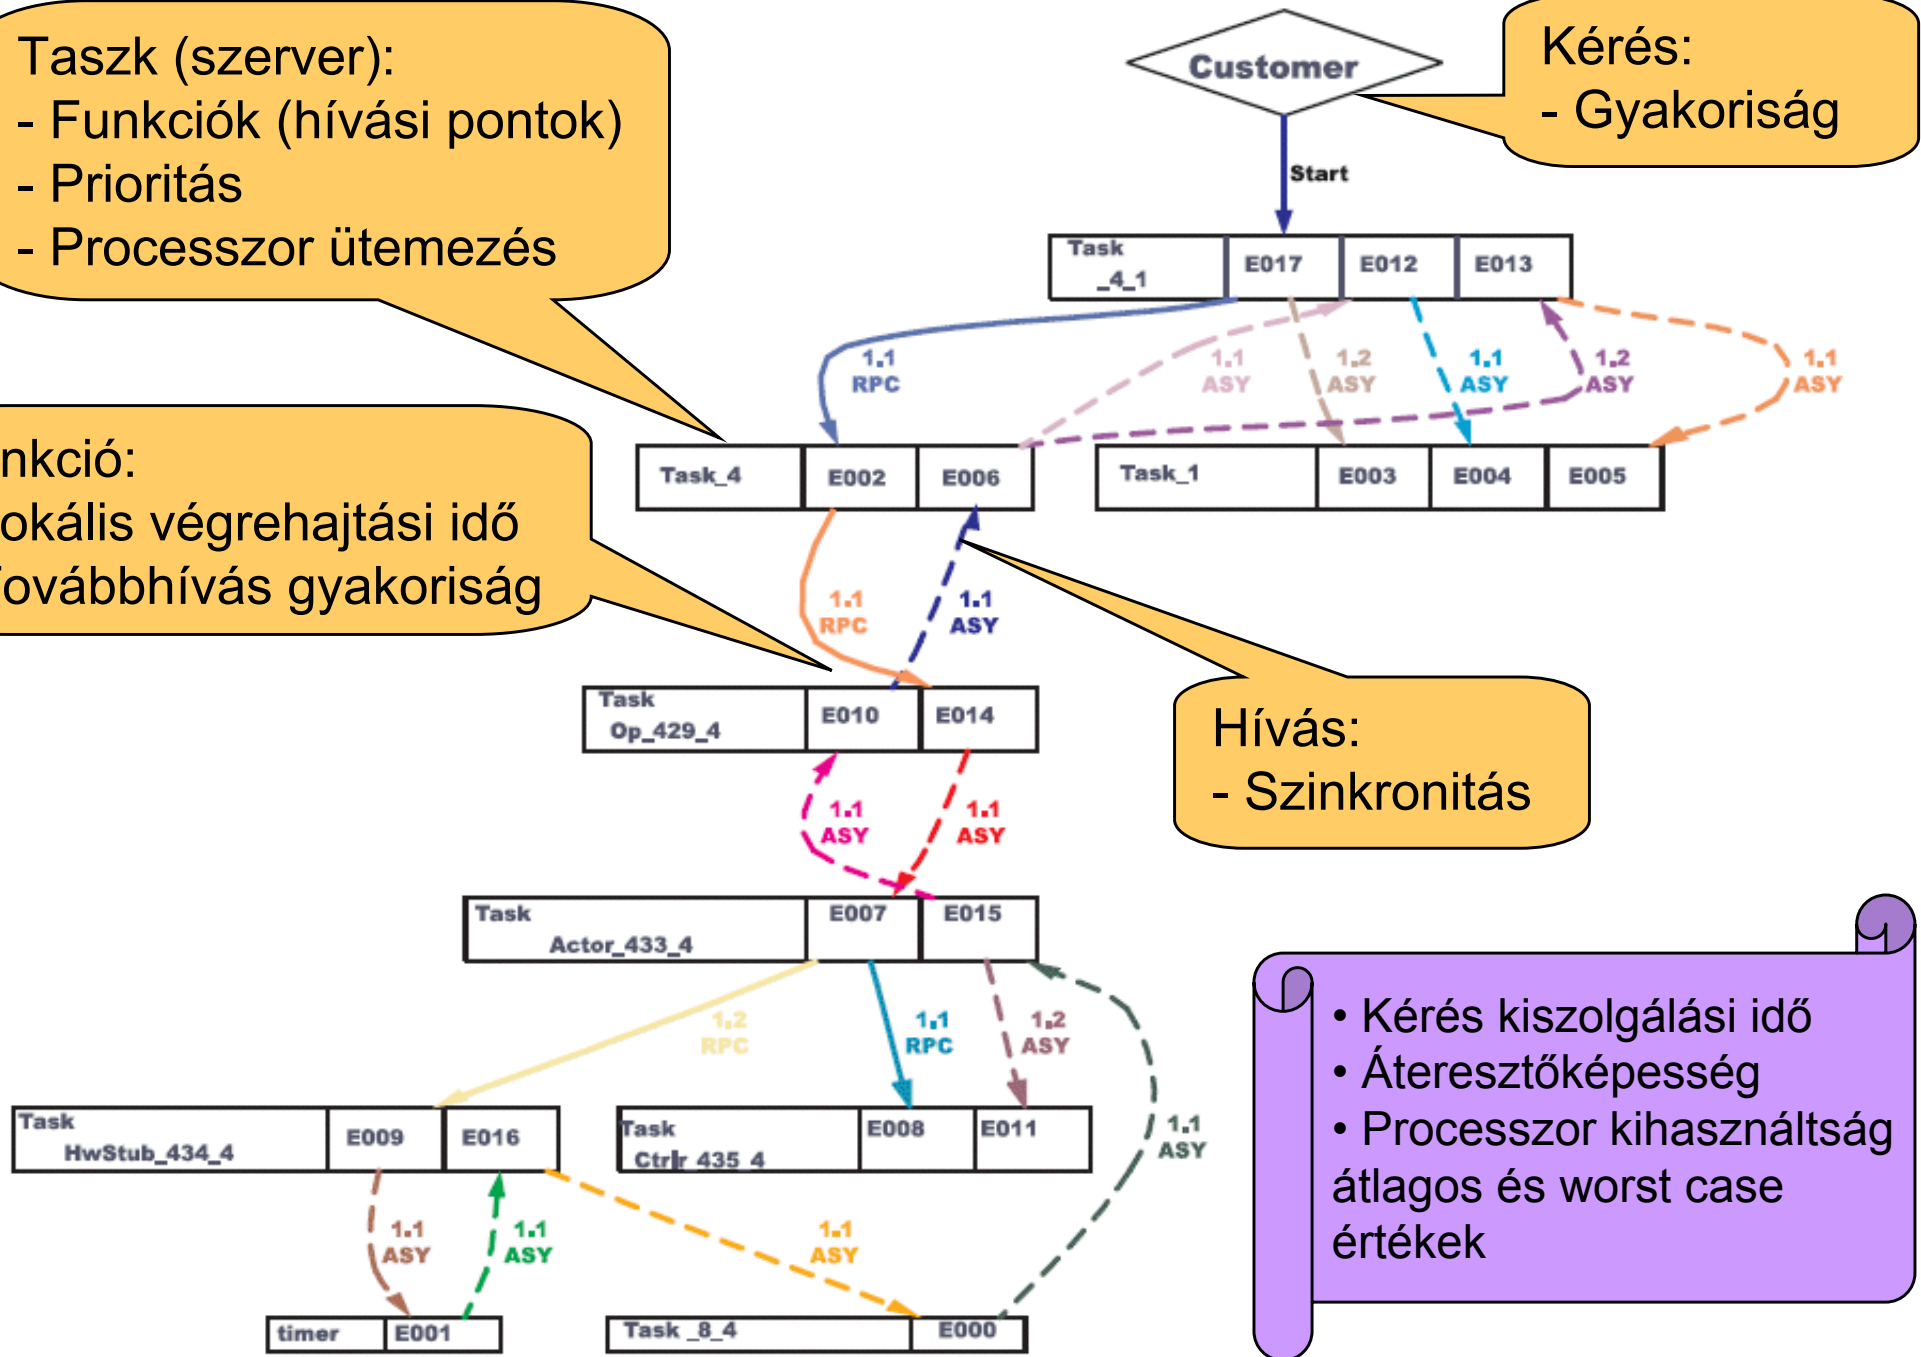 Taszk (szerver):
- Funkciók (hívási pontok)
- Prioritás
- Processzor ütemezés
Customer
Kérés:
- Gyakoriság
Start
Task
_4_1
E017
E012
E013
1.1
RPC
1.1
ASY
1.2
ASY
1.1
ASY
1.2
ASY
1.1
ASY
nkció:
okális végrehajtási idő
ovábbhívás gyakoriság
Task_4
E002
E006
Task_1
E003
E004
E005
1.1
RPC
1.1
ASY
Task
Op_429_4
E010
E014
Hívás:
- Szinkronitás
1.1
ASY
1.1
ASY
Task
Actor_433_4
E007
E015
1.2
RPC
1.1
RPC
1.2
ASY
1.1
ASY
Task
HwStub_434_4
E009
E016
Task
Ctrlr_435_4
E008
E011
1.1
ASY
1.1
ASY
1.1
ASY
timer
E001
Task _8_4
E000
• Kérés kiszolgálási idő
• Áteresztőképesség
• Processzor kihasználtság
átlagos és worst case
értékek